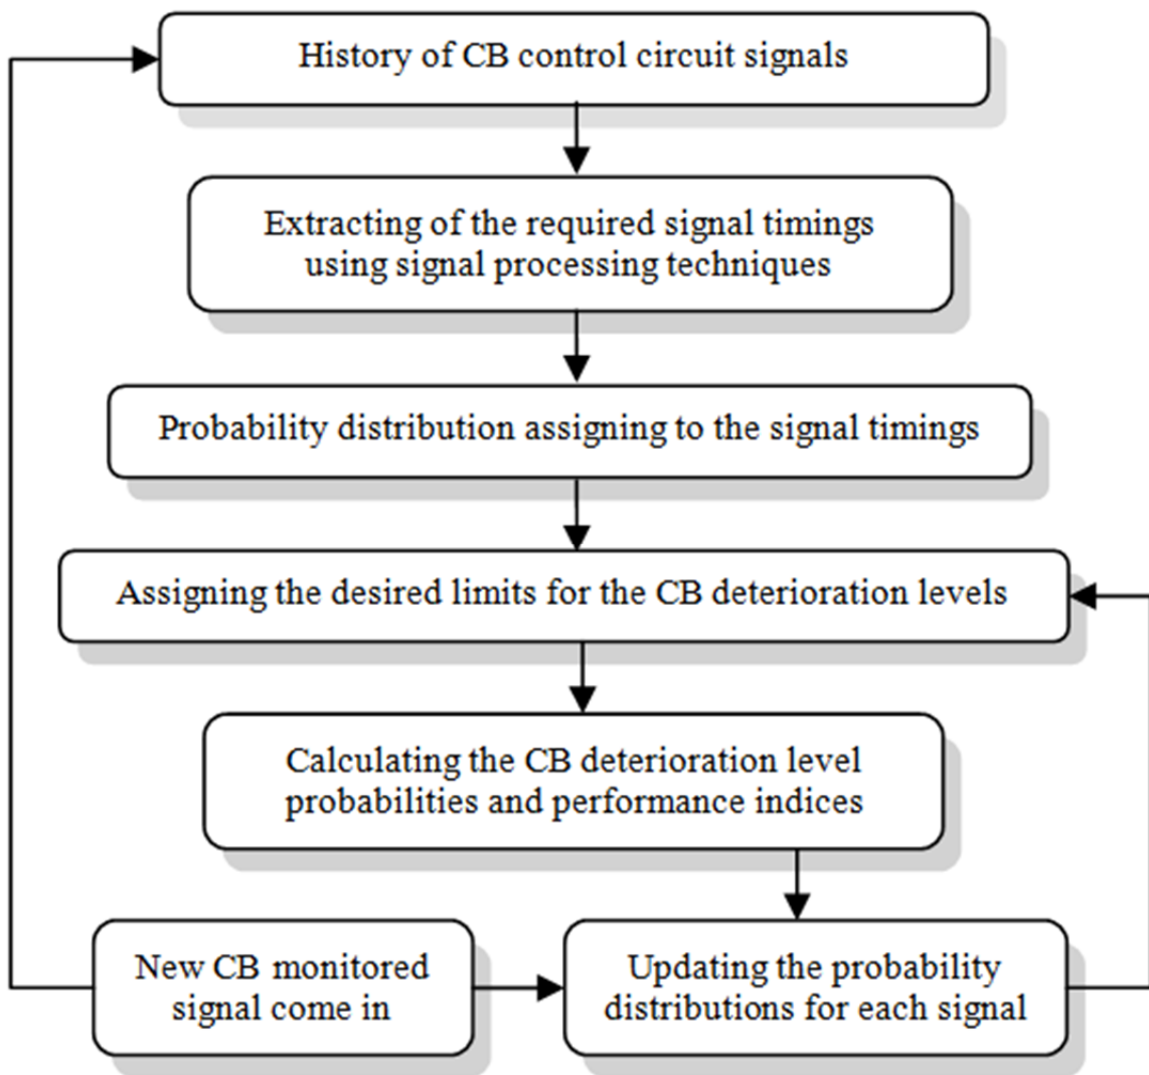 History of CB control circuit signals
Extracting of the required signal timings
using signal processing techniques
Probability distribution assigning to the signal timings
Assigning the desired limits for the CB deterioration levels
Calculating the CB deterioration level
probabilities and performance indices
New CB monitored
signal come in
Updating the probability
distributions for each signal